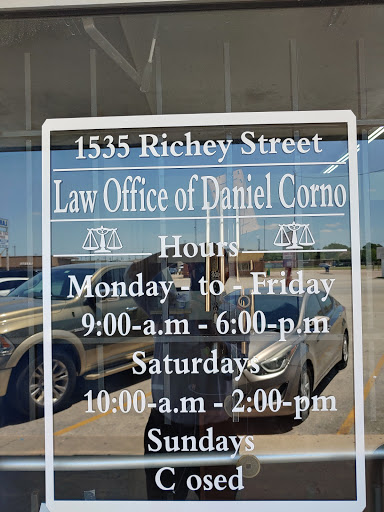 1535 Richey Street
Law Office of Daniel Corno
Hours
Monday - to - Friday
9:00-a.m - 6:00-p.m
Saturdays
10:00-a.m - 2:00-pm
Sundays
C osed